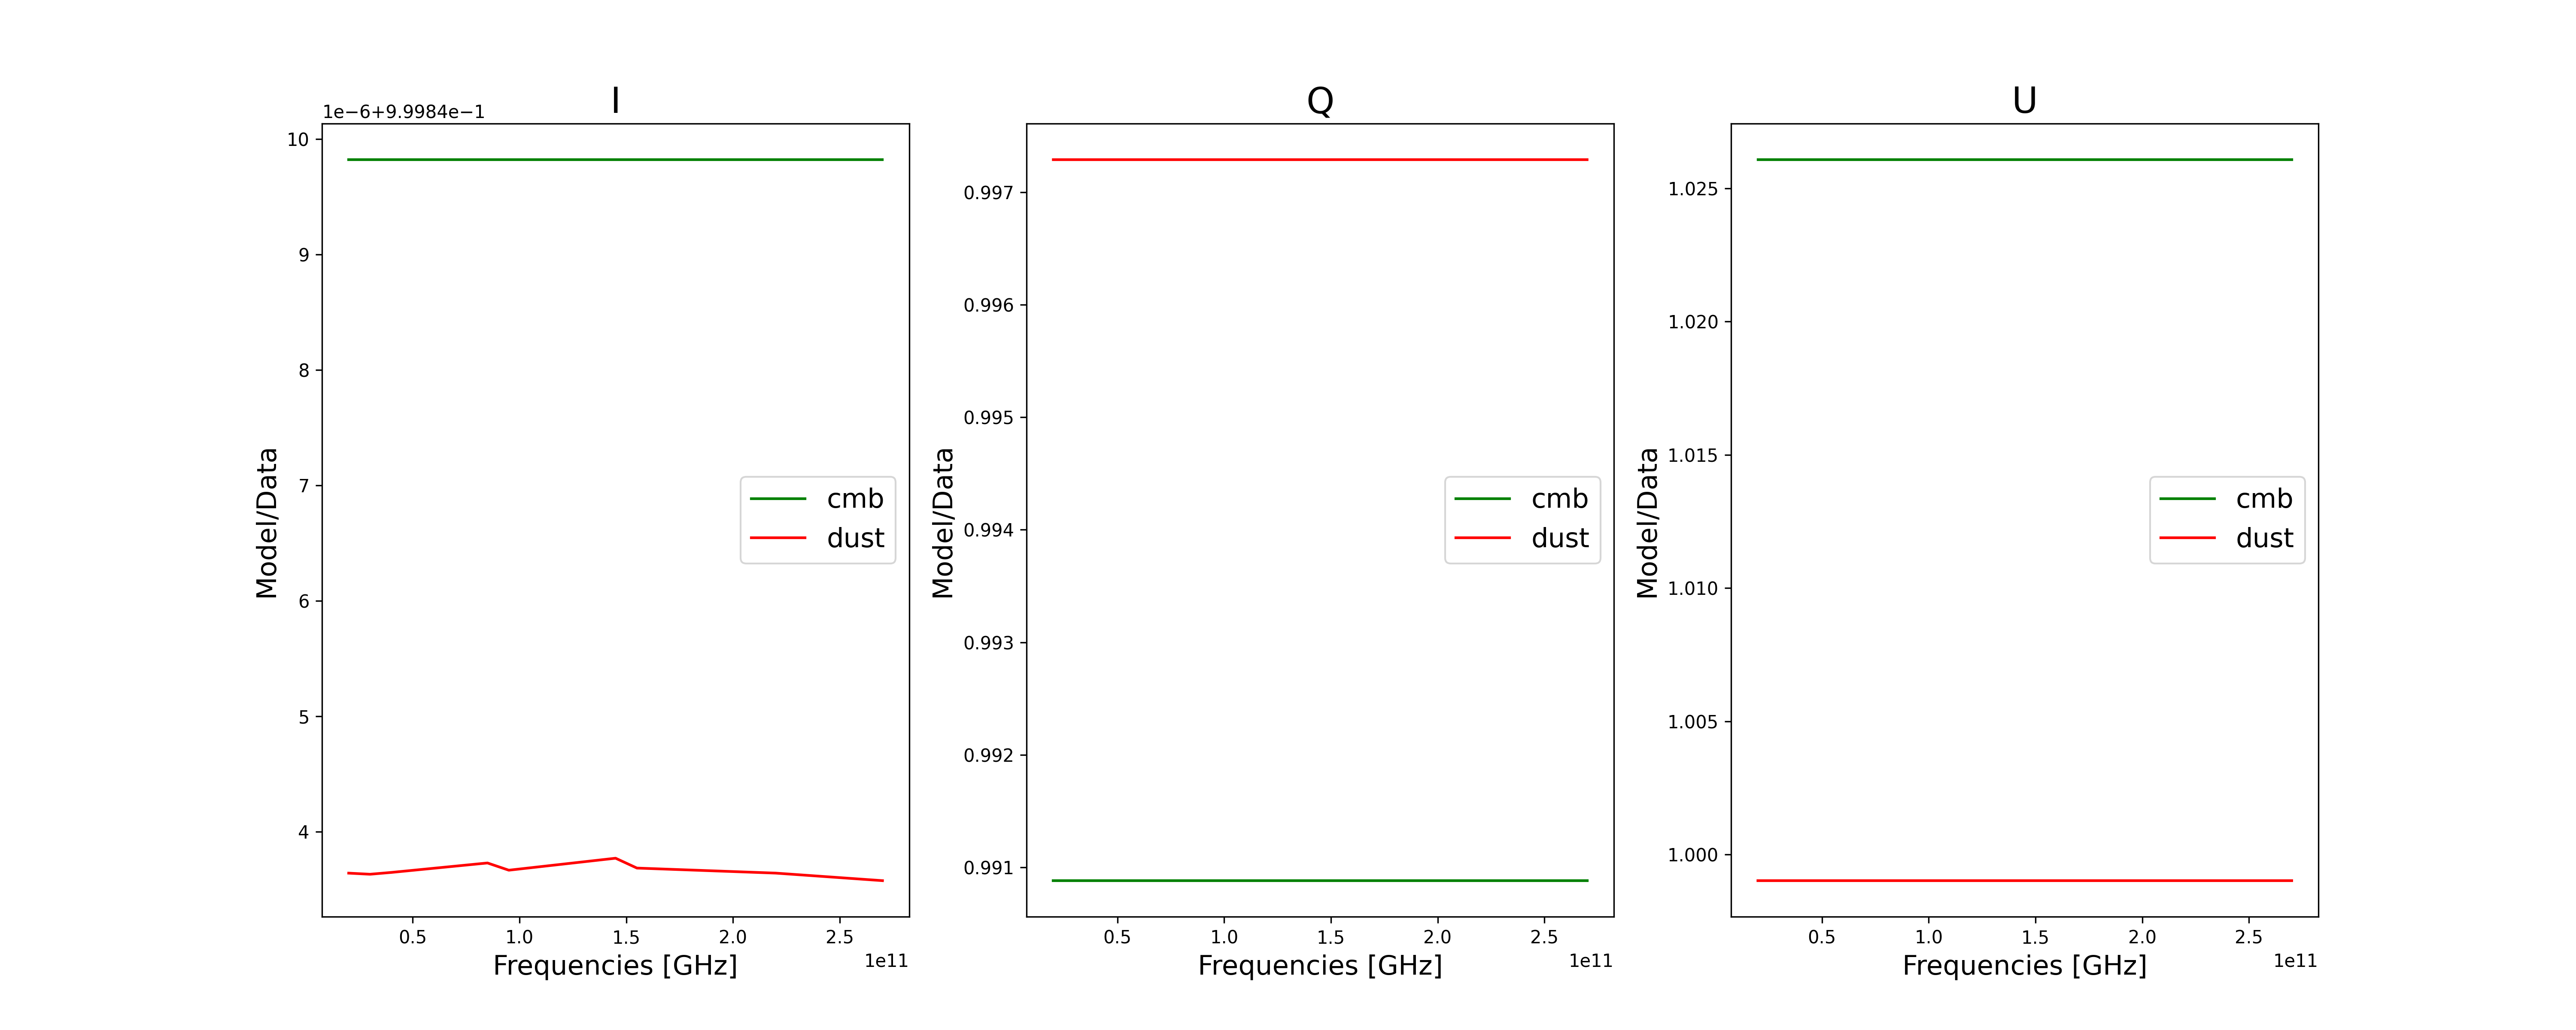 I
1e−6+9.9984e−1
10
9
8
7
6
5
4
Model/Data
cmb
dust
0.5 1.0 1.5 2.0 2.5
1e11
Frequencies [GHz]
Q
0.997
0.996
0.995
0.994
0.993
0.992
0.991
Model/Data
cmb
dust
0.5 1.0 1.5 2.0 2.5
1e11
Frequencies [GHz]
U
1.025
1.020
1.015
1.010
1.005
1.000
Model/Data
cmb
dust
0.5 1.0 1.5 2.0 2.5
1e11
Frequencies [GHz]